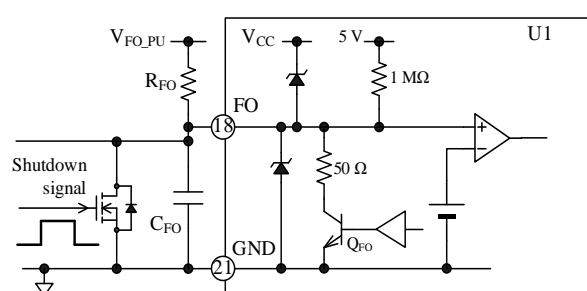 V_FO_PU
V_CC
5 V
U1
R_FO
1 MΩ
FO
18
Shutdown
signal
50 Ω
C_FO
Q_FO
GND
21